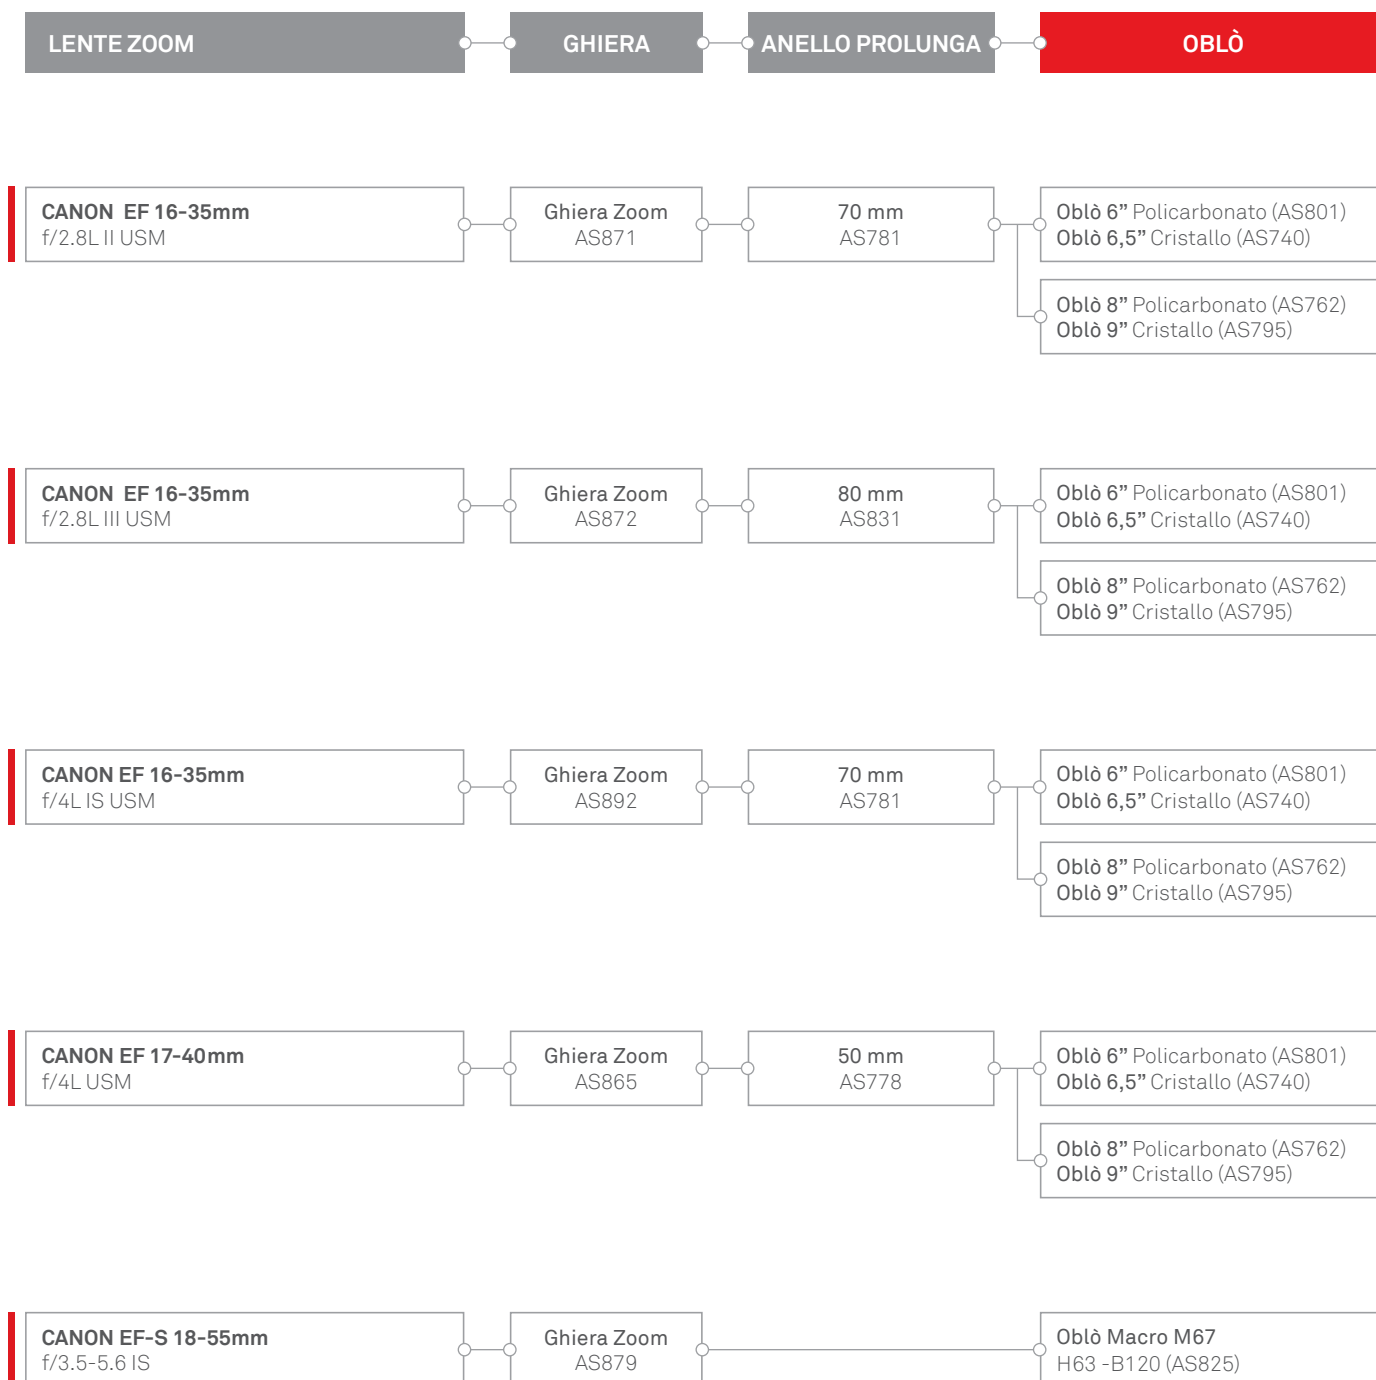 LENTE ZOOM
GHIERA
ANELLO PROLUNGA
OBLÒ
CANON EF 16-35mm
f/2.8L II USM
Ghiera Zoom
AS871
70 mm
AS781
Oblò 6” Policarbonato (AS801)
Oblò 6,5” Cristallo (AS740)
Oblò 8” Policarbonato (AS762)
Oblò 9” Cristallo (AS795)
CANON EF 16-35mm
f/2.8L III USM
Ghiera Zoom
AS872
80 mm
AS831
Oblò 6” Policarbonato (AS801)
Oblò 6,5” Cristallo (AS740)
Oblò 8” Policarbonato (AS762)
Oblò 9” Cristallo (AS795)
CANON EF 16-35mm
f/4L IS USM
Ghiera Zoom
AS892
70 mm
AS781
Oblò 6” Policarbonato (AS801)
Oblò 6,5” Cristallo (AS740)
Oblò 8” Policarbonato (AS762)
Oblò 9” Cristallo (AS795)
CANON EF 17-40mm
f/4L USM
Ghiera Zoom
AS865
50 mm
AS778
Oblò 6” Policarbonato (AS801)
Oblò 6,5” Cristallo (AS740)
Oblò 8” Policarbonato (AS762)
Oblò 9” Cristallo (AS795)
CANON EF-S 18-55mm
f/3.5-5.6 IS
Ghiera Zoom
AS879
Oblò Macro M67
H63 -B120 (AS825)